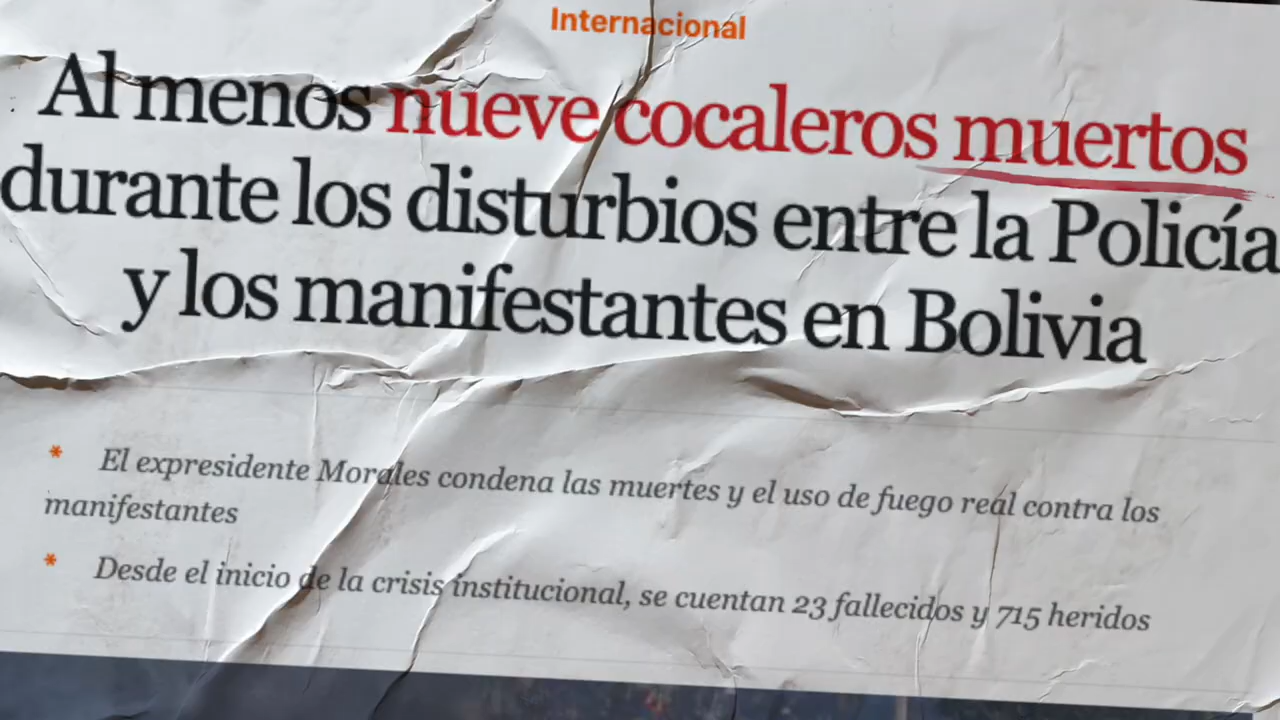 Internacional
Al menos nueve cocaleros muertos
durante los disturbios entre la Policía
y los manifestantes en Bolivia
* El expresidente Morales condena las muertes y el uso de fuego real contra los
manifestantes
* Desde el inicio de la crisis institucional, se cuentan 23 fallecidos y 715 heridos